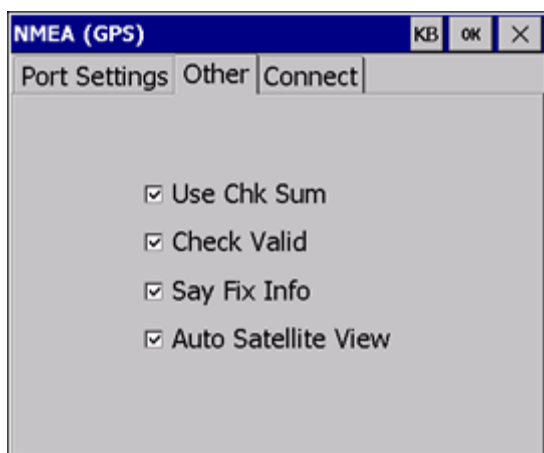 NMEA (GPS) KB OK ×
Port Settings Other Connect
Use Chk Sum
Check Valid
Say Fix Info
Auto Satellite View